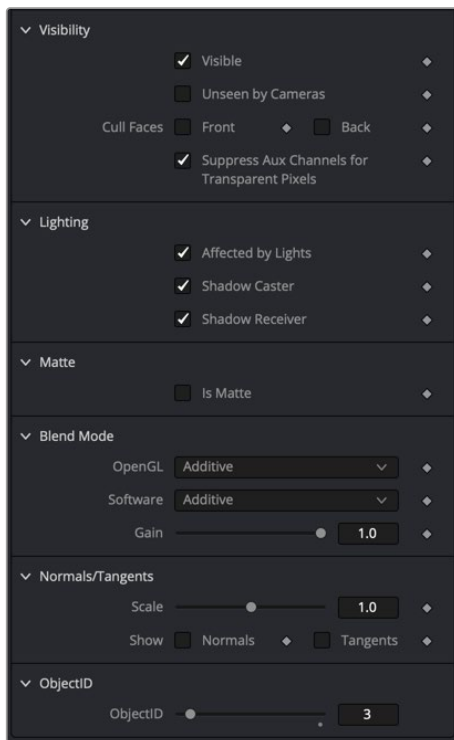 Visibility
Visible
Unseen by Cameras
Cull Faces Front Back
Suppress Aux Channels for
Transparent Pixels
Lighting
Affected by Lights
Shadow Caster
Shadow Receiver
Matte
Is Matte
Blend Mode
OpenGL Additive
Software Additive
Gain 1.0
Normals/Tangents
Scale 1.0
Show Normals Tangents
ObjectID
ObjectID 3